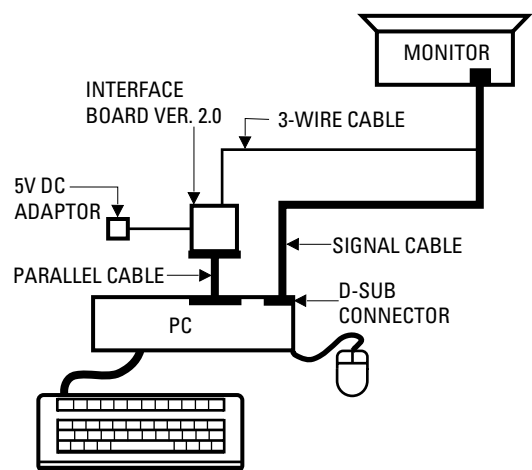 MONITOR
INTERFACE
BOARD VER. 2.0
3-WIRE CABLE
5V DC
ADAPTOR
SIGNAL CABLE
PARALLEL CABLE
D-SUB
CONNECTOR
PC